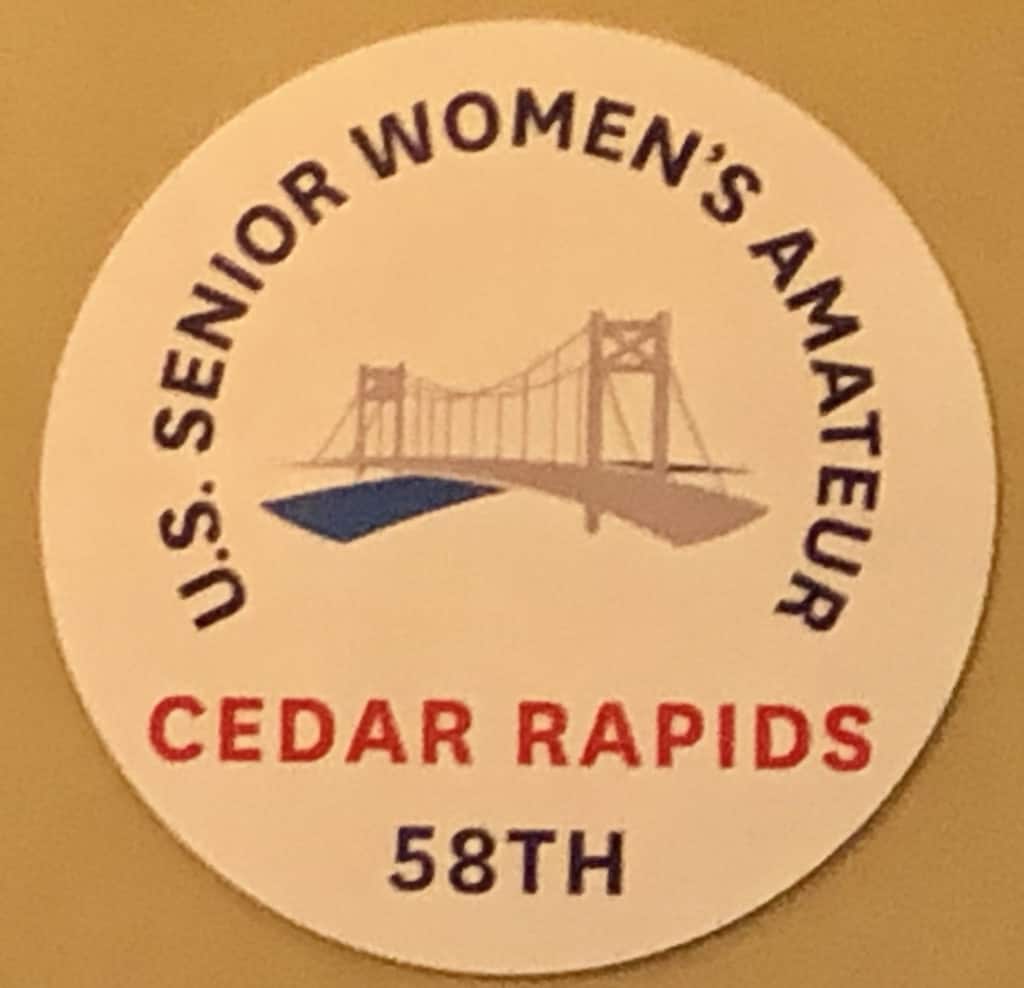 U.S. SENIOR WOMEN'S AMATEUR
CEDAR RAPIDS
58TH